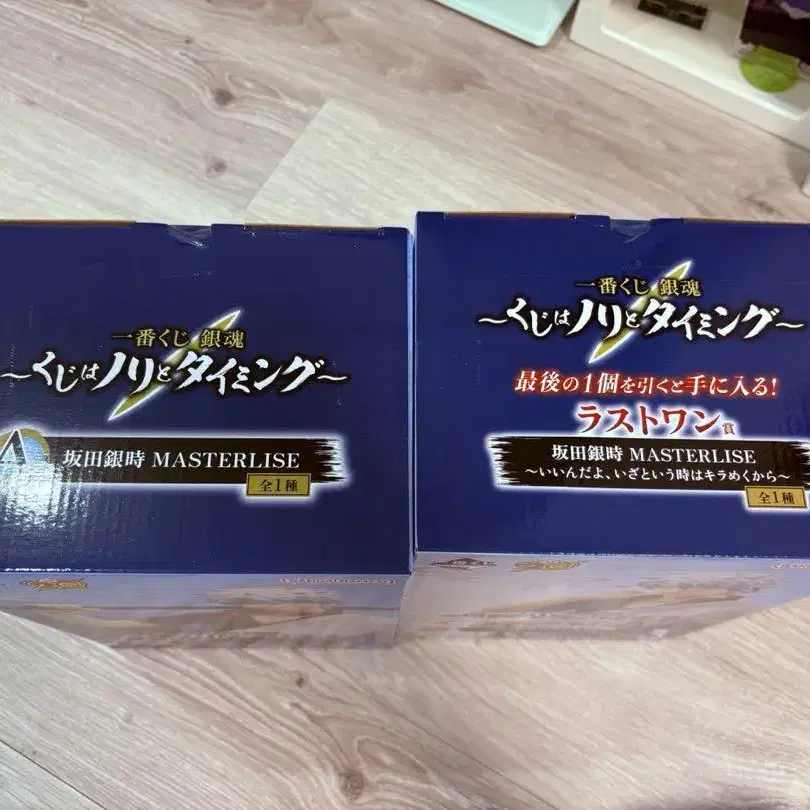 一番くじ 銀魂
～くじはノリとタイミング～
A
坂田銀時 MASTERLISE
全1種
一番くじ 銀魂
～くじはノリとタイミング～
最後の1個を引くと手に入る!
ラストワン賞
坂田銀時 MASTERLISE
～いいんだよ、いざという時はキラめくから～
全1種